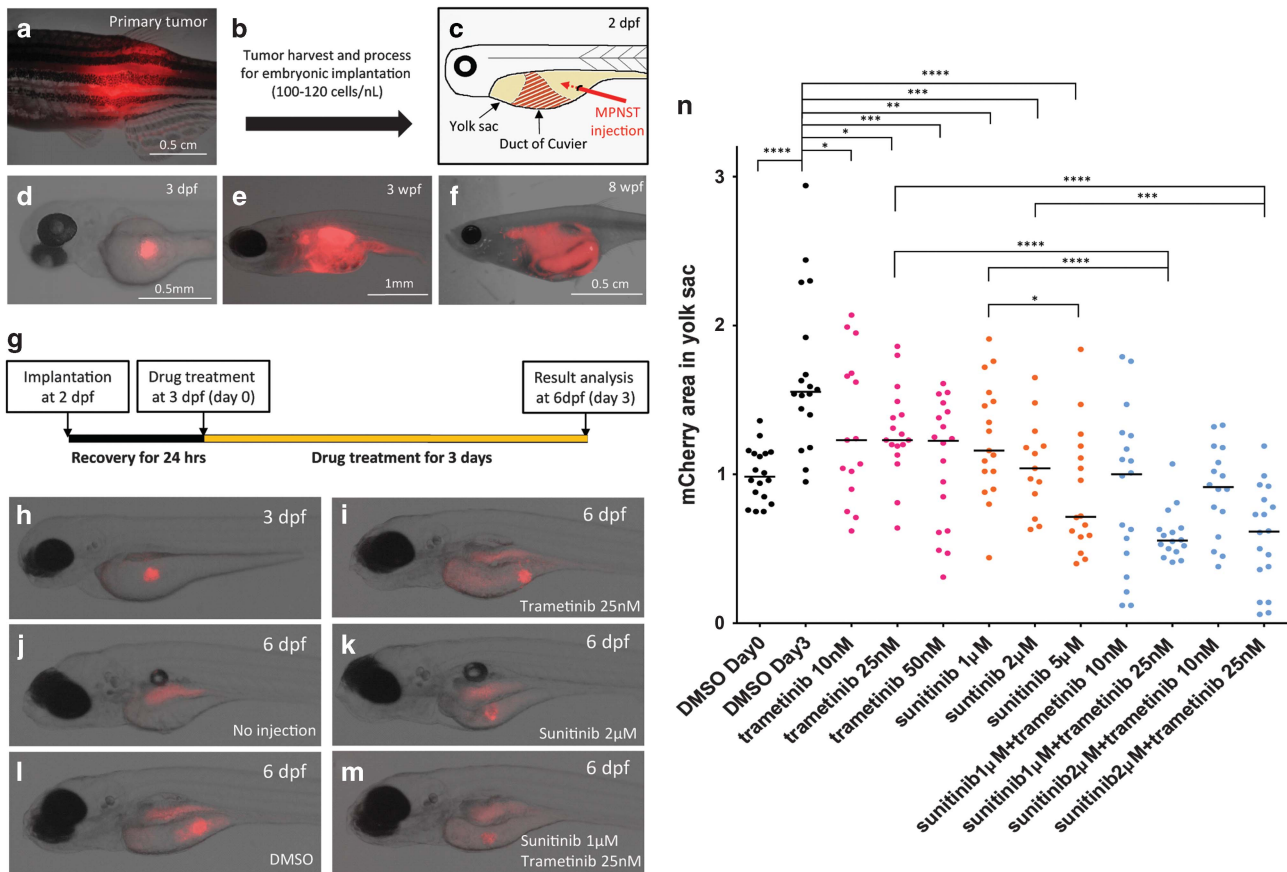 a
Primary tumor
0.5 cm
b
Tumor harvest and process
for embryonic implantation
(100-120 cells/nL)
c
2 dpf
Yolk sac
MPNST
injection
Duct of Cuvier
d
3 dpf
0.5mm
e
3 wpf
1mm
f
8 wpf
0.5 cm
g
Implantation
at 2 dpf
Drug treatment
at 3 dpf (day 0)
Result analysis
at 6dpf (day 3)
Recovery for 24 hrs
Drug treatment for 3 days
h
3 dpf
i
6 dpf
Trametinib 25nM
j
6 dpf
No injection
k
6 dpf
Sunitinib 2µM
l
6 dpf
DMSO
m
6 dpf
Sunitinib 1µM
Trametinib 25nM
n
****
***
**
***
*
****
*
****
***
****
****
*
mCherry area in yolk sac
3
2
1
0
DMSO Day0
DMSO Day3
trametinib 10nM
trametinib 25nM
trametinib 50nM
sunitinib 1µM
sunitinib 2µM
sunitinib 5µM
sunitinib1µM+trametinib 10nM
sunitinib1µM+trametinib 25nM
sunitinib2µM+trametinib 10nM
sunitinib2µM+trametinib 25nM